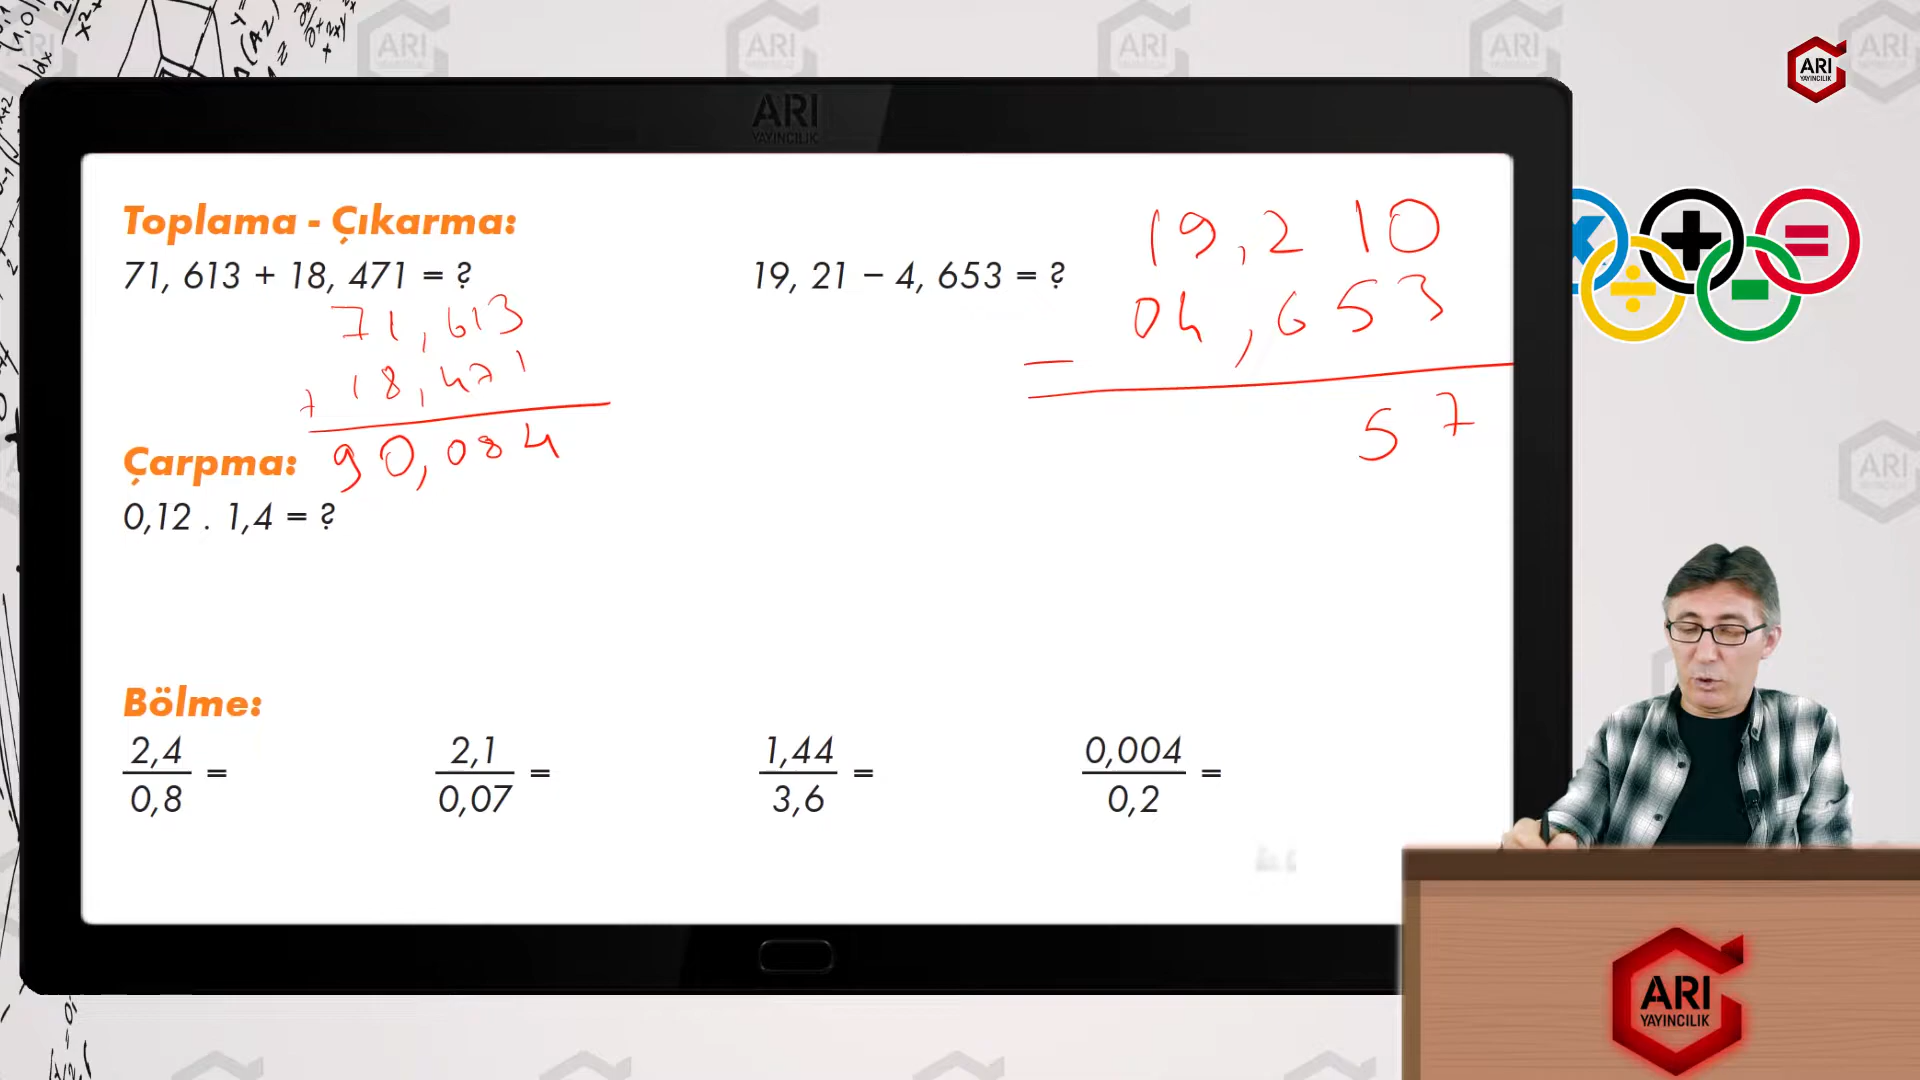 ARI
YAYINCILIK
Toplama - Çıkarma:
71, 613 + 18, 471 = ?
71,613
+ 18,471
90,084
19, 21 − 4, 653 = ?
19,210
− 04,653
57
Çarpma:
0,12 . 1,4 = ?
Bölme:
2,4
0,8
=
2,1
0,07
=
1,44
3,6
=
0,004
0,2
=
ARI
YAYINCILIK
ARI
YAYINCILIK